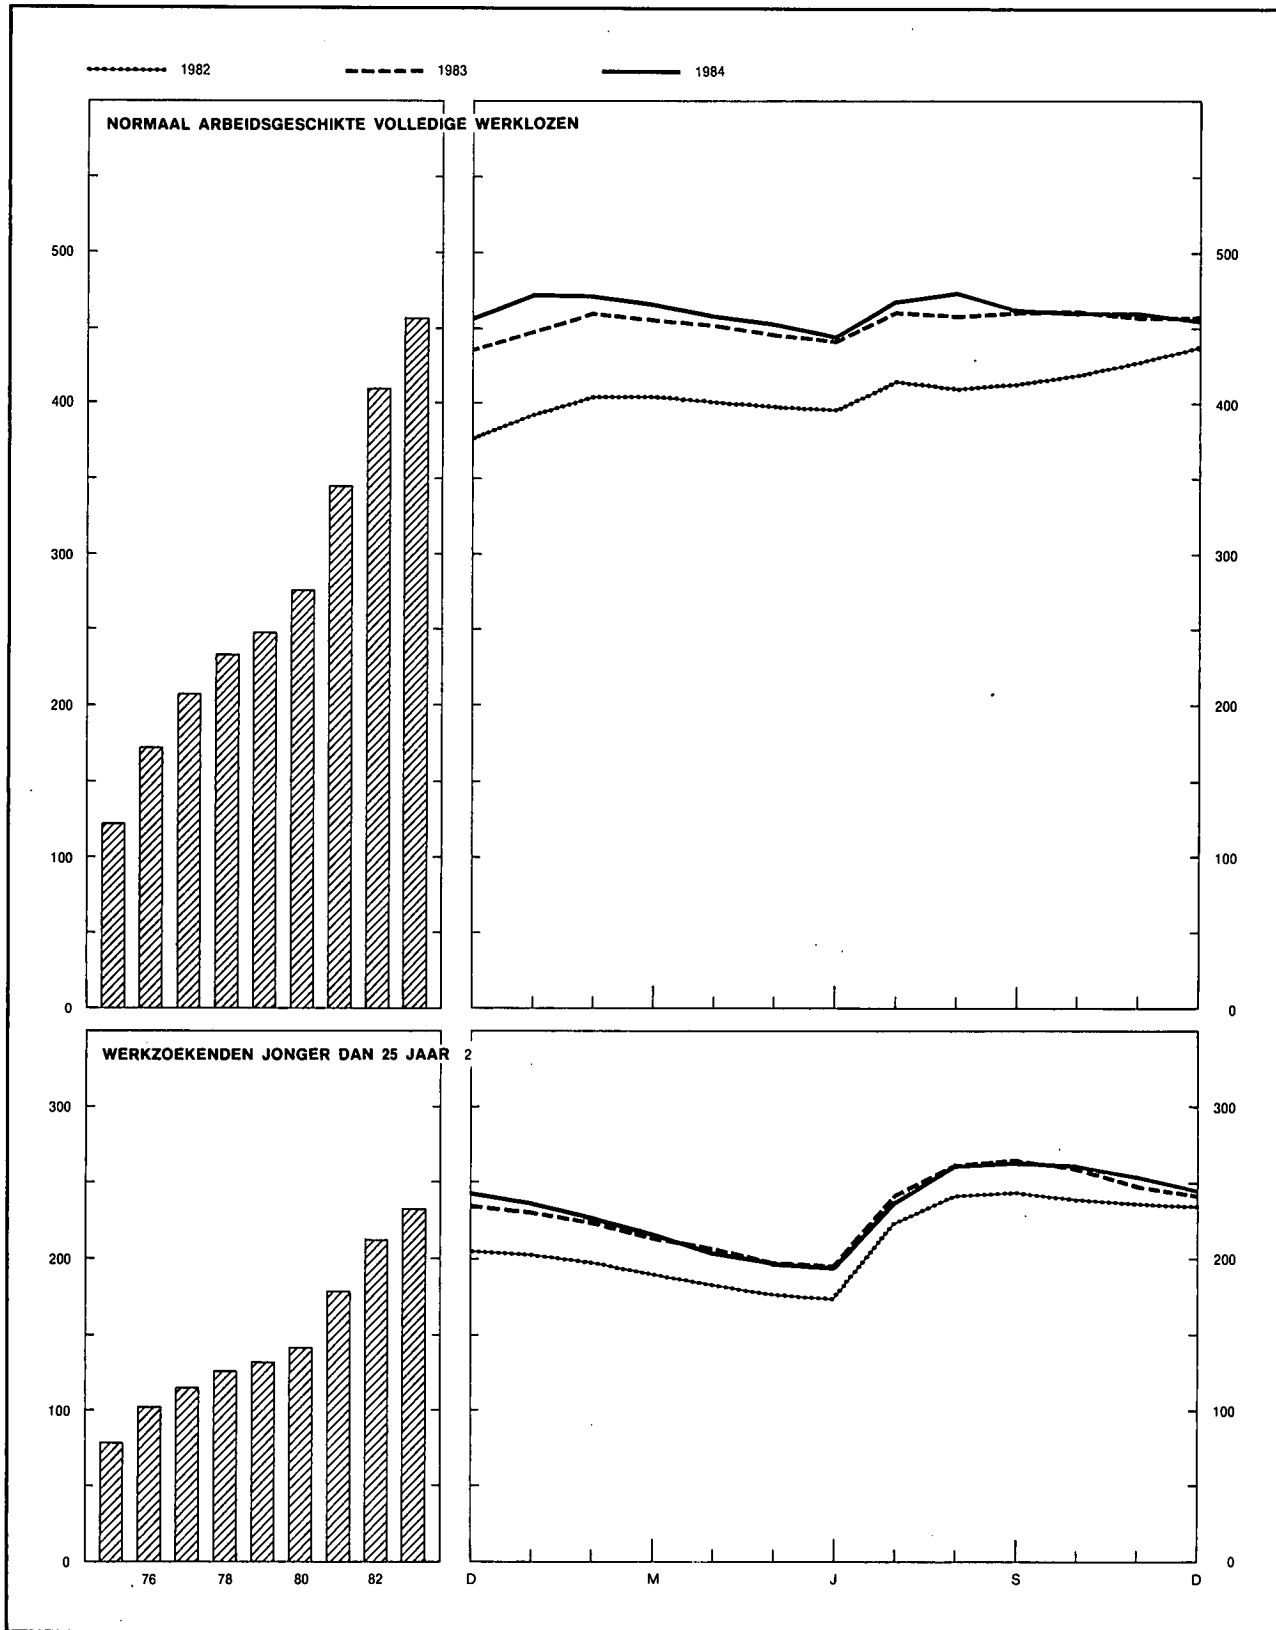 1982 1983 1984
NORMAAL ARBEIDSGESCHIKTE VOLLEDIGE WERKLOZEN
500 500
400 400
300 300
200 200
100 100
0 0
WERKZOEKENDEN JONGER DAN 25 JAAR 2
300 300
200 200
100 100
0 0
76 78 80 82 D M J S D